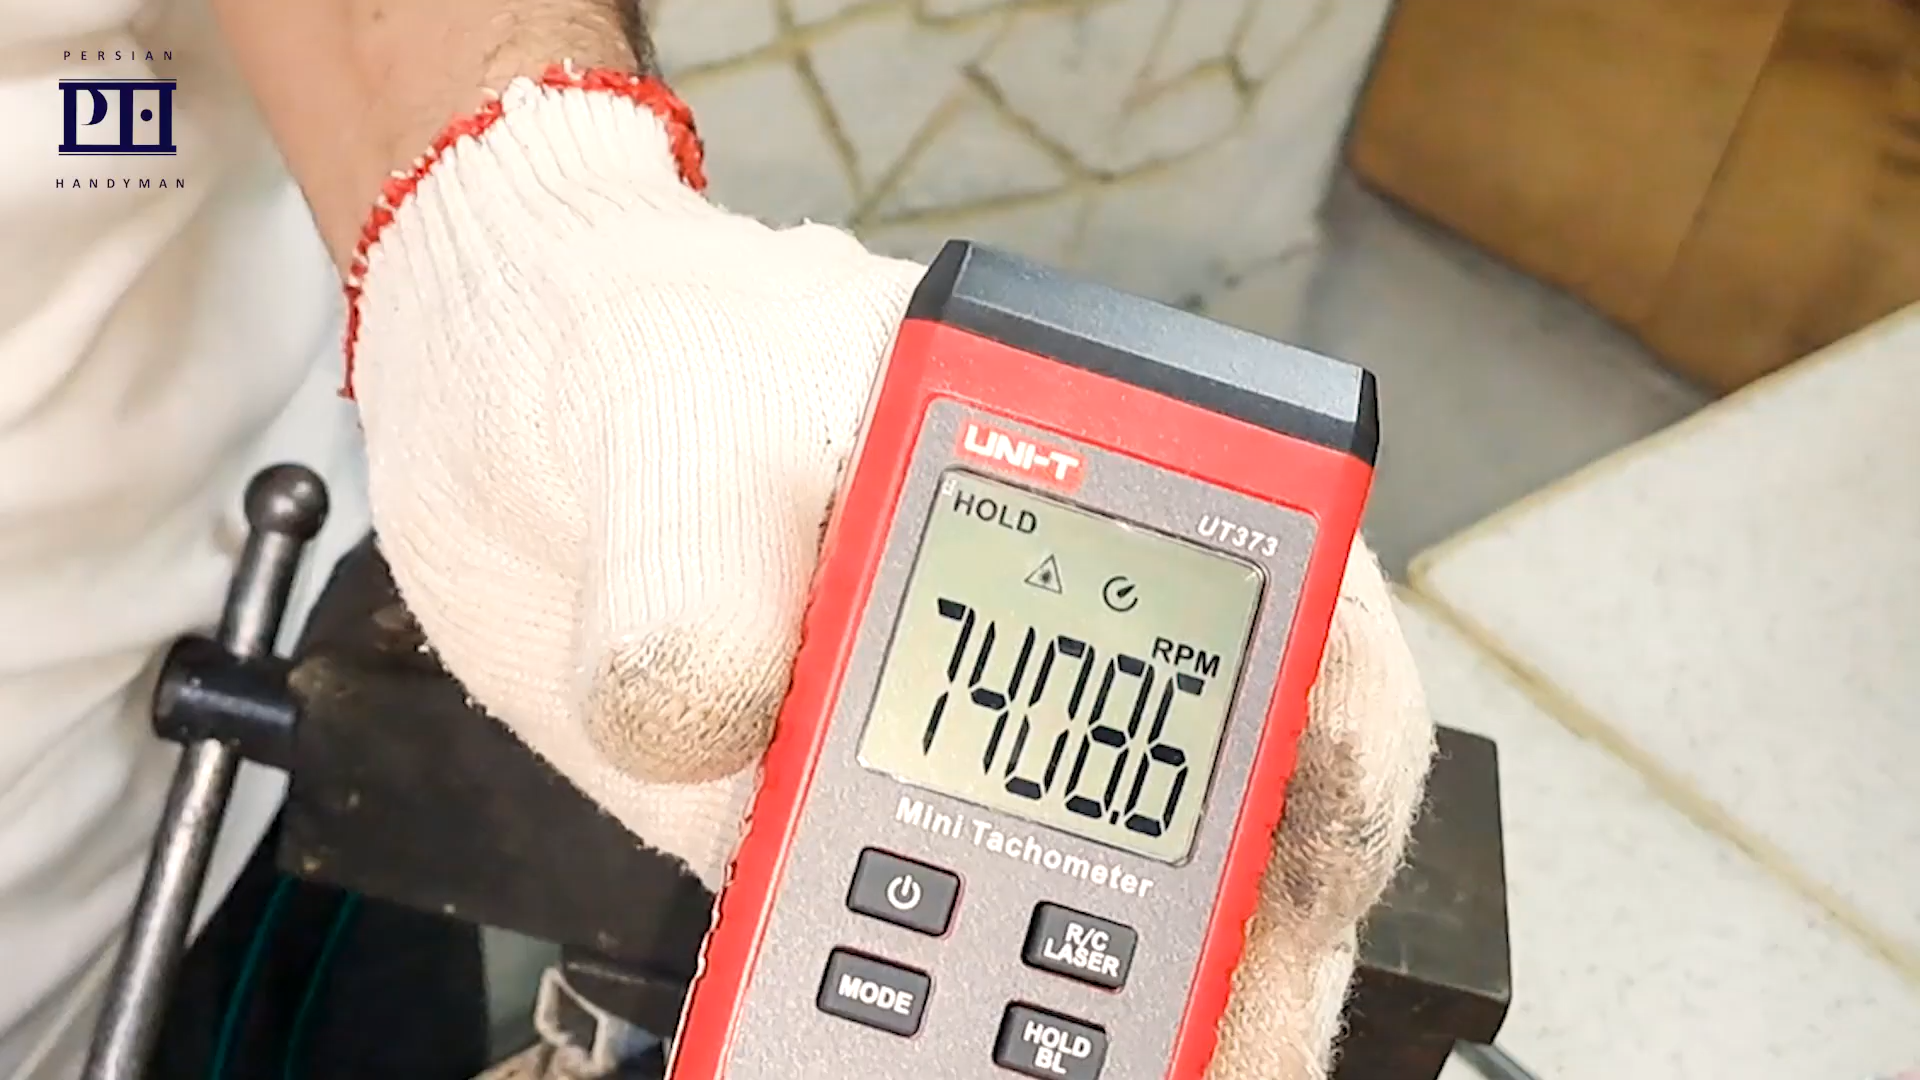 PERSIAN
PH
HANDYMAN
UNI-T
UT373
HOLD
RPM
7408.6
Mini Tachometer
R/C
LASER
MODE
HOLD
BL